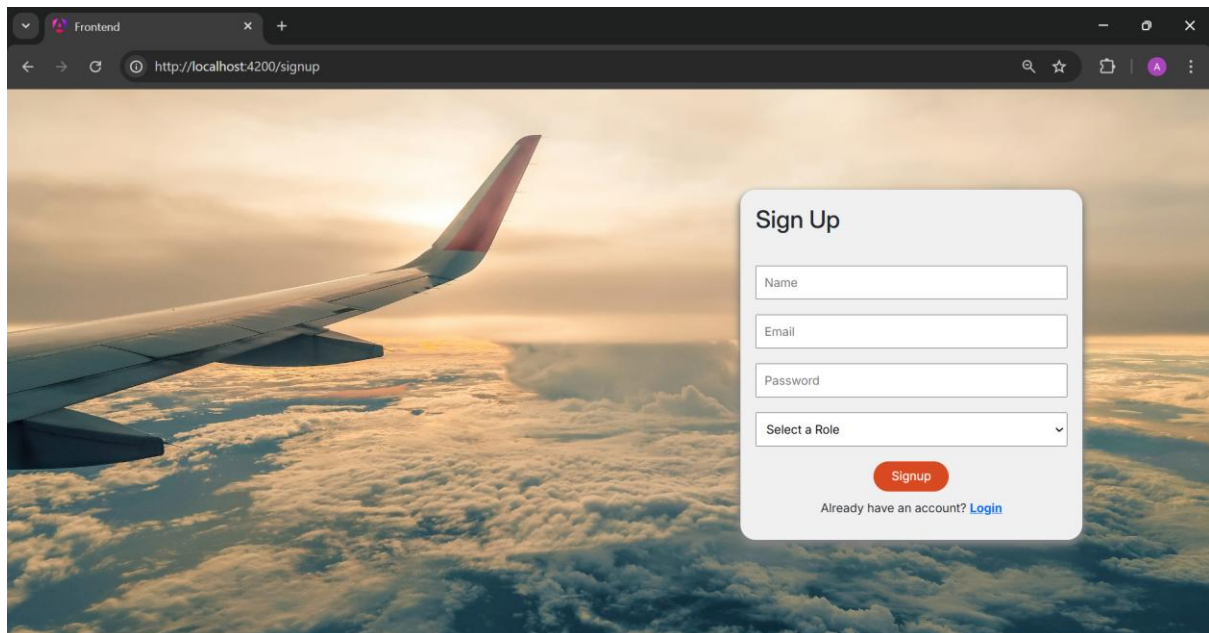 Frontend
http://localhost:4200/signup
A
Sign Up
Name
Email
Password
Select a Role
Signup
Already have an account? Login